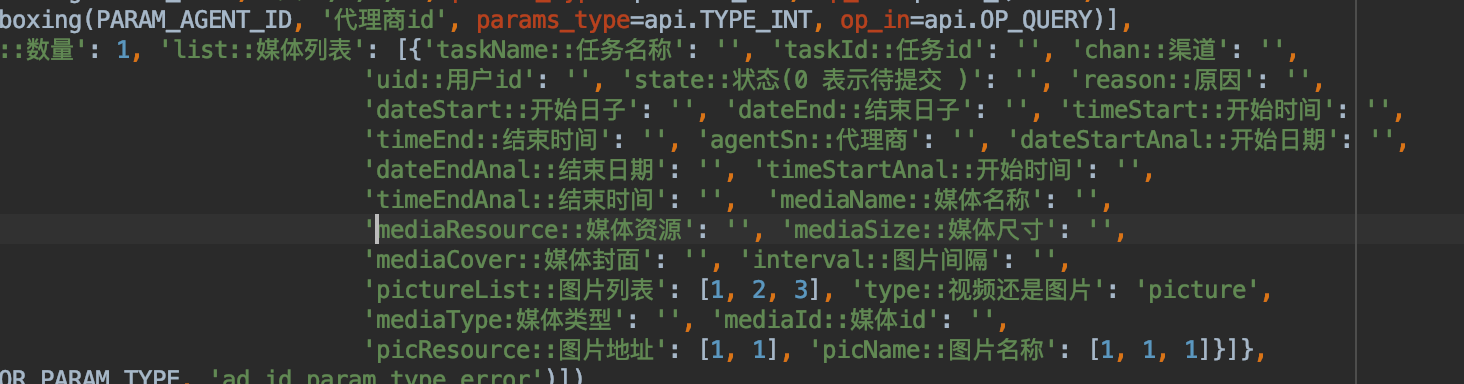 boxing(PARAM_AGENT_ID, '代理商id', params_type=api.TYPE_INT, op_in=api.OP_QUERY)],
::数量': 1, 'list::媒体列表': [{'taskName::任务名称': '', 'taskId::任务id': '', 'chan::渠道': '',
'uid::用户id': '', 'state::状态(0 表示待提交 )': '', 'reason::原因': '',
'dateStart::开始日子': '', 'dateEnd::结束日子': '', 'timeStart::开始时间': '',
'timeEnd::结束时间': '', 'agentSn::代理商': '', 'dateStartAnal::开始日期': '',
'dateEndAnal::结束日期': '', 'timeStartAnal::开始时间': '',
'timeEndAnal::结束时间': '', 'mediaName::媒体名称': '',
'mediaResource::媒体资源': '', 'mediaSize::媒体尺寸': '',
'mediaCover::媒体封面': '', 'interval::图片间隔': '',
'pictureList::图片列表': [1, 2, 3], 'type::视频还是图片': 'picture',
'mediaType:媒体类型': '', 'mediaId::媒体id': '',
'picResource::图片地址': [1, 1], 'picName::图片名称': [1, 1, 1]}]},
OR_PARAM_TYPE, 'ad_id_param_type_error')])